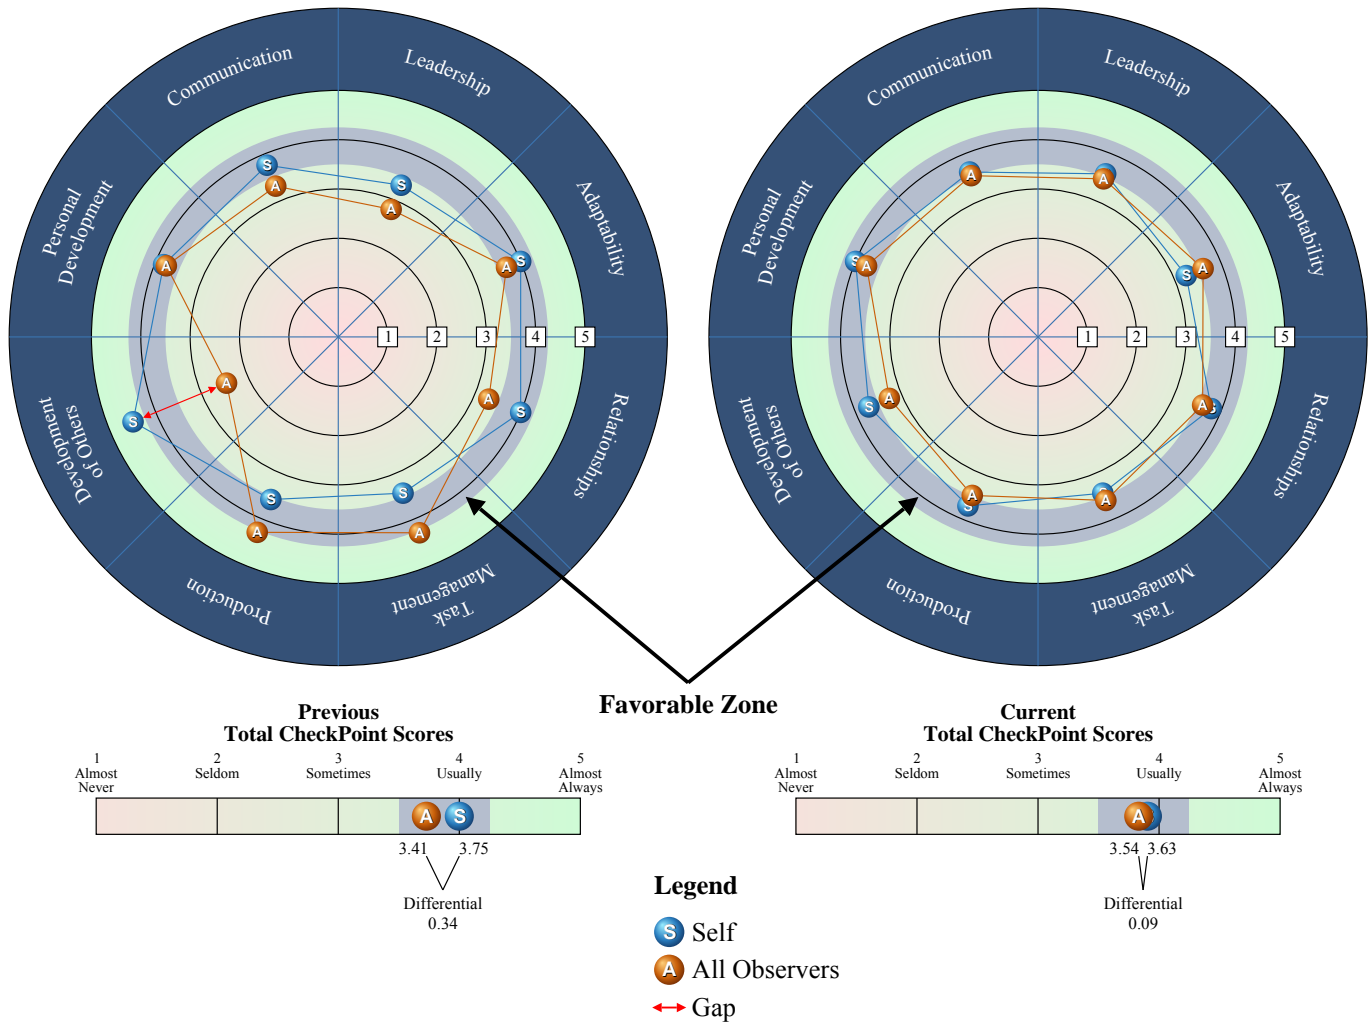 Communication
Leadership
Adaptability
Relationships
Task
Management
Production
Development
of Others
Personal
Development
1
2
3
4
5
S
S
S
S
S
S
S
A
A
A
A
A
A
A
A
Communication
Leadership
Adaptability
Relationships
Task
Management
Production
Development
of Others
Personal
Development
1
2
3
4
5
S
S
S
S
S
A
A
A
A
A
A
A
A
Favorable Zone
Previous
Total CheckPoint Scores
1 2 3 4 5
Almost Never Seldom Sometimes Usually Almost Always
A S
3.41 3.75
Differential
0.34
Current
Total CheckPoint Scores
1 2 3 4 5
Almost Never Seldom Sometimes Usually Almost Always
A
3.54 3.63
Differential
0.09
Legend
S Self
A All Observers
Gap